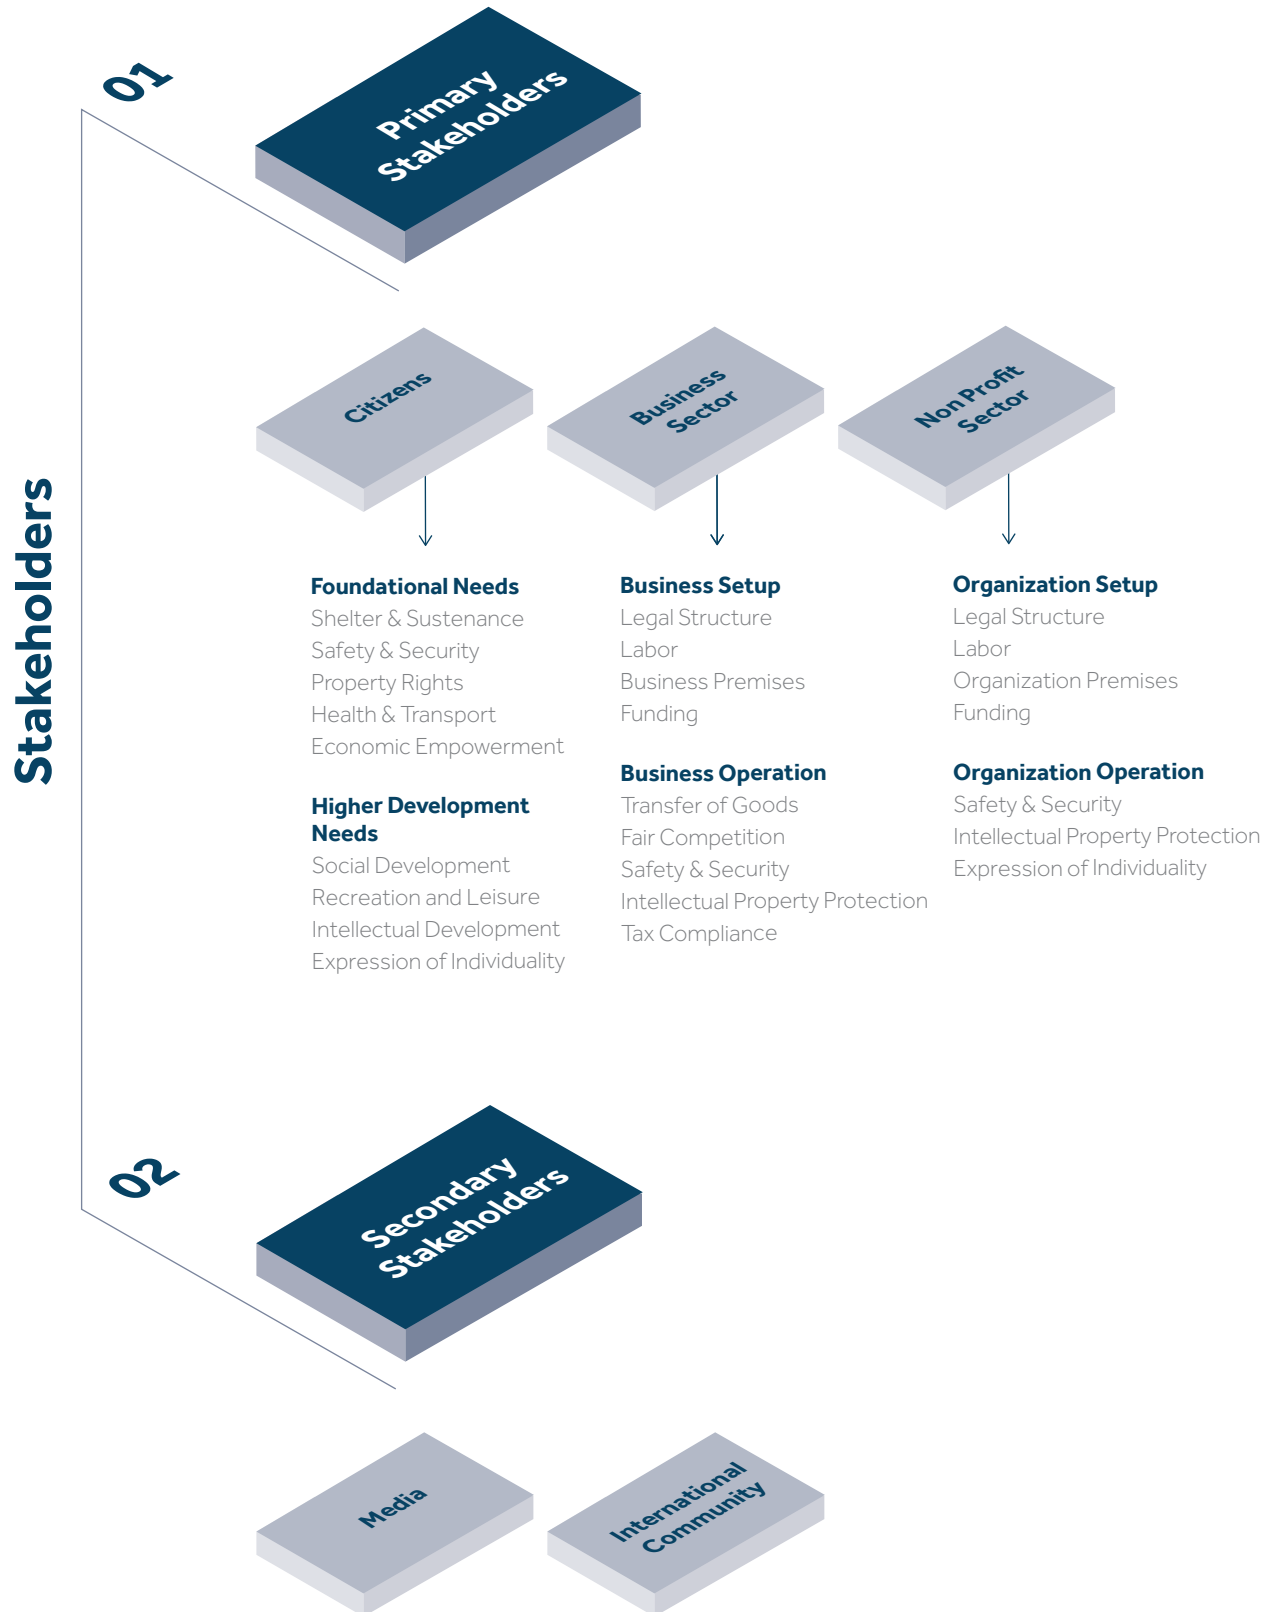 Stakeholders
01
Primary
Stakeholders
Citizens
Business
Sector
Non Profit
Sector
Foundational Needs
Shelter & Sustenance
Safety & Security
Property Rights
Health & Transport
Economic Empowerment
Higher Development
Needs
Social Development
Recreation and Leisure
Intellectual Development
Expression of Individuality
Business Setup
Legal Structure
Labor
Business Premises
Funding
Business Operation
Transfer of Goods
Fair Competition
Safety & Security
Intellectual Property Protection
Tax Compliance
Organization Setup
Legal Structure
Labor
Organization Premises
Funding
Organization Operation
Safety & Security
Intellectual Property Protection
Expression of Individuality
02
Secondary
Stakeholders
Media
International
Community